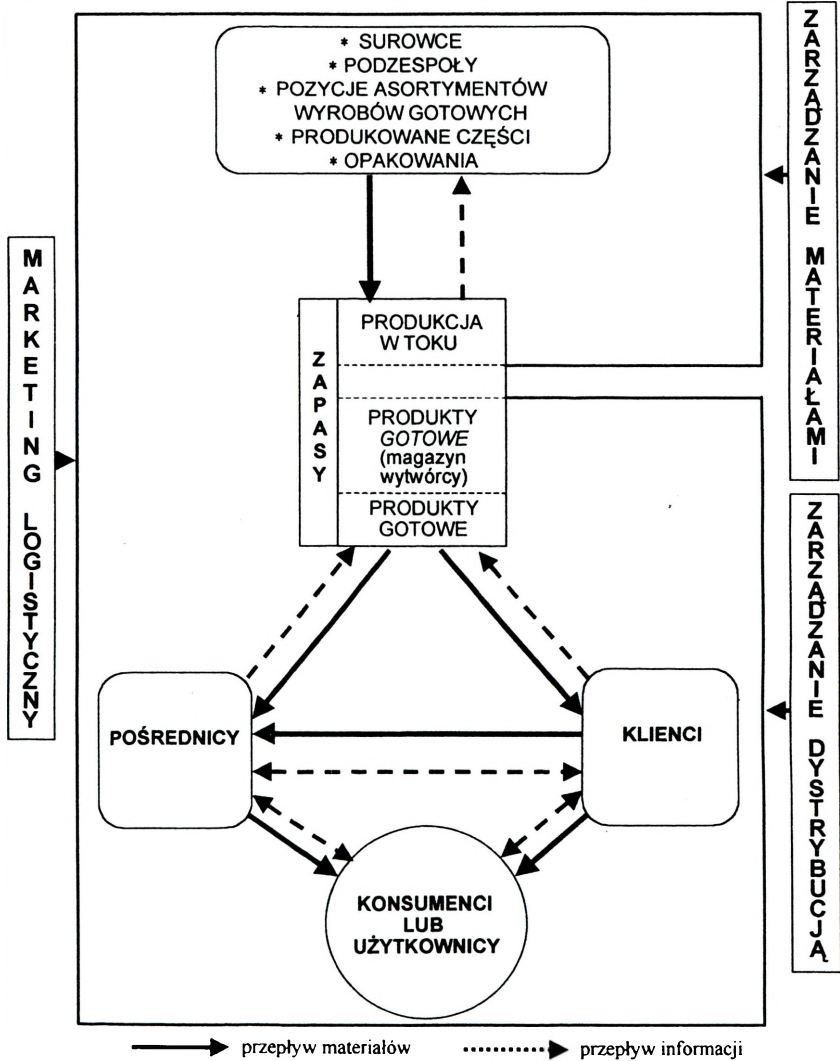 * SUROWCE
* PODZESPOŁY
* POZYCJE ASORTYMENTÓW
WYROBÓW GOTOWYCH
* PRODUKOWANE CZĘŚCI
* OPAKOWANIA
ZARZĄDZANIE MATERIAŁAMI
MARKETING LOGISTYCZNY
ZAPASY
PRODUKCJA
W TOKU
PRODUKTY
GOTOWE
(magazyn
wytwórcy)
PRODUKTY
GOTOWE
ZARZĄDZANIE DYSTRYBUCJĄ
POŚREDNICY
KLIENCI
KONSUMENCI
LUB
UŻYTKOWNICY
przepływ materiałów
przepływ informacji